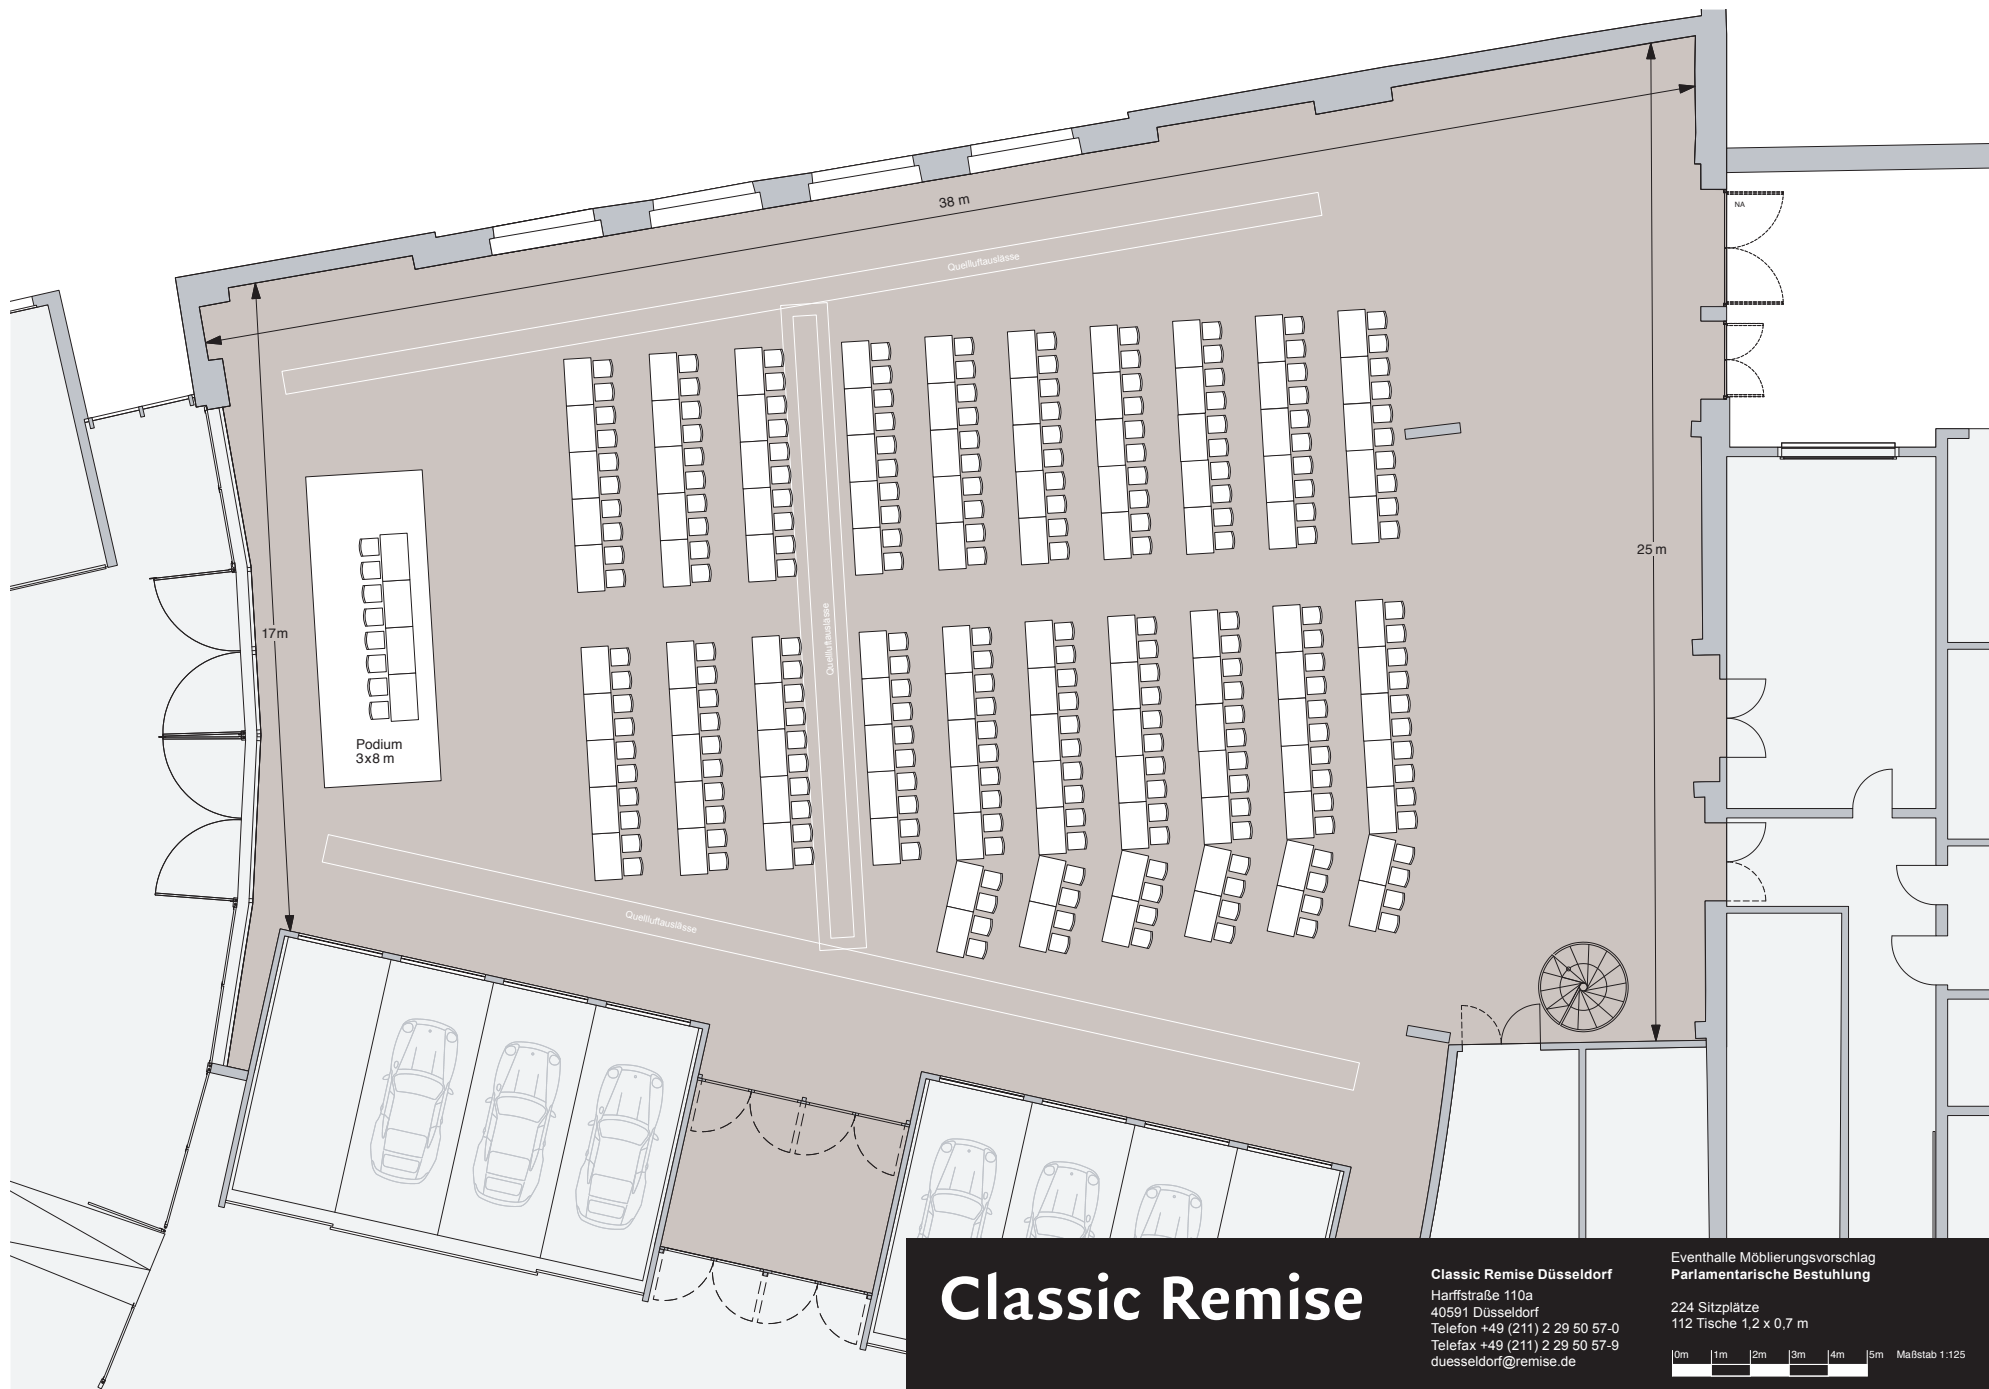 38 m
NA
Quellluftauslässe
25 m
17m
Quellluftauslässe
Podium
3x8 m
Quellluftauslässe
Classic Remise
Classic Remise Düsseldorf
Harffstraße 110a
40591 Düsseldorf
Telefon +49 (211) 2 29 50 57-0
Telefax +49 (211) 2 29 50 57-9
duesseldorf@remise.de
Eventhalle Möblierungsvorschlag
Parlamentarische Bestuhlung
224 Sitzplätze
112 Tische 1,2 x 0,7 m
0m 1m 2m 3m 4m 5m Maßstab 1:125